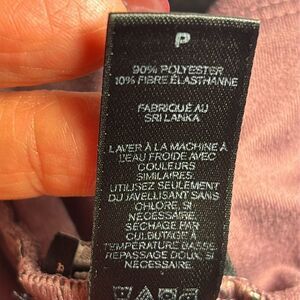 P
90% POLYESTER
10% FIBRE ÉLASTHANNE
FABRIQUÉ AU
SRI LANKA
LAVER À LA MACHINE À
L'EAU FROIDE AVEC
COULEURS
SIMILAIRES.
UTILISEZ SEULEMENT
DU JAVELLISANT SANS
CHLORE, SI
NÉCESSAIRE.
SÉCHAGE PAR
CULBUTAGE À
TEMPÉRATURE BASSE.
REPASSAGE DOUX, SI
NÉCESSAIRE.